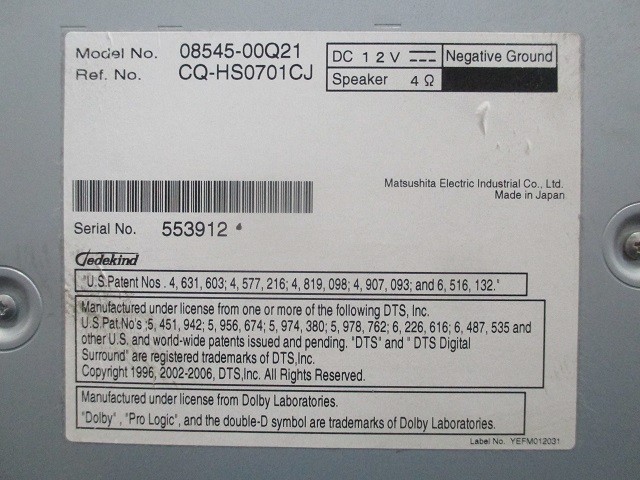 Model No. 08545-00Q21
Ref. No. CQ-HS0701CJ
DC 12V Negative Ground
Speaker 4Ω
Matsushita Electric Industrial Co., Ltd.
Made in Japan
Serial No. 553912
Dedekind
"U.S.Patent Nos. 4, 631, 603; 4, 577, 216; 4, 819, 098; 4, 907, 093; and 6, 516, 132."
Manufactured under license from one or more of the following DTS, Inc.
U.S.Pat.No's ;5, 451, 942; 5, 956, 674; 5, 974, 380; 5, 978, 762; 6, 226, 616; 6, 487, 535 and
other U.S. and world-wide patents issued and pending. "DTS" and " DTS Digital
Surround" are registered trademarks of DTS,Inc.
Copyright 1996, 2002-2006, DTS,Inc. All Rights Reserved.
Manufactured under license from Dolby Laboratories.
"Dolby" , "Pro Logic", and the double-D symbol are trademarks of Dolby Laboratories.
Label No. YEFM012031